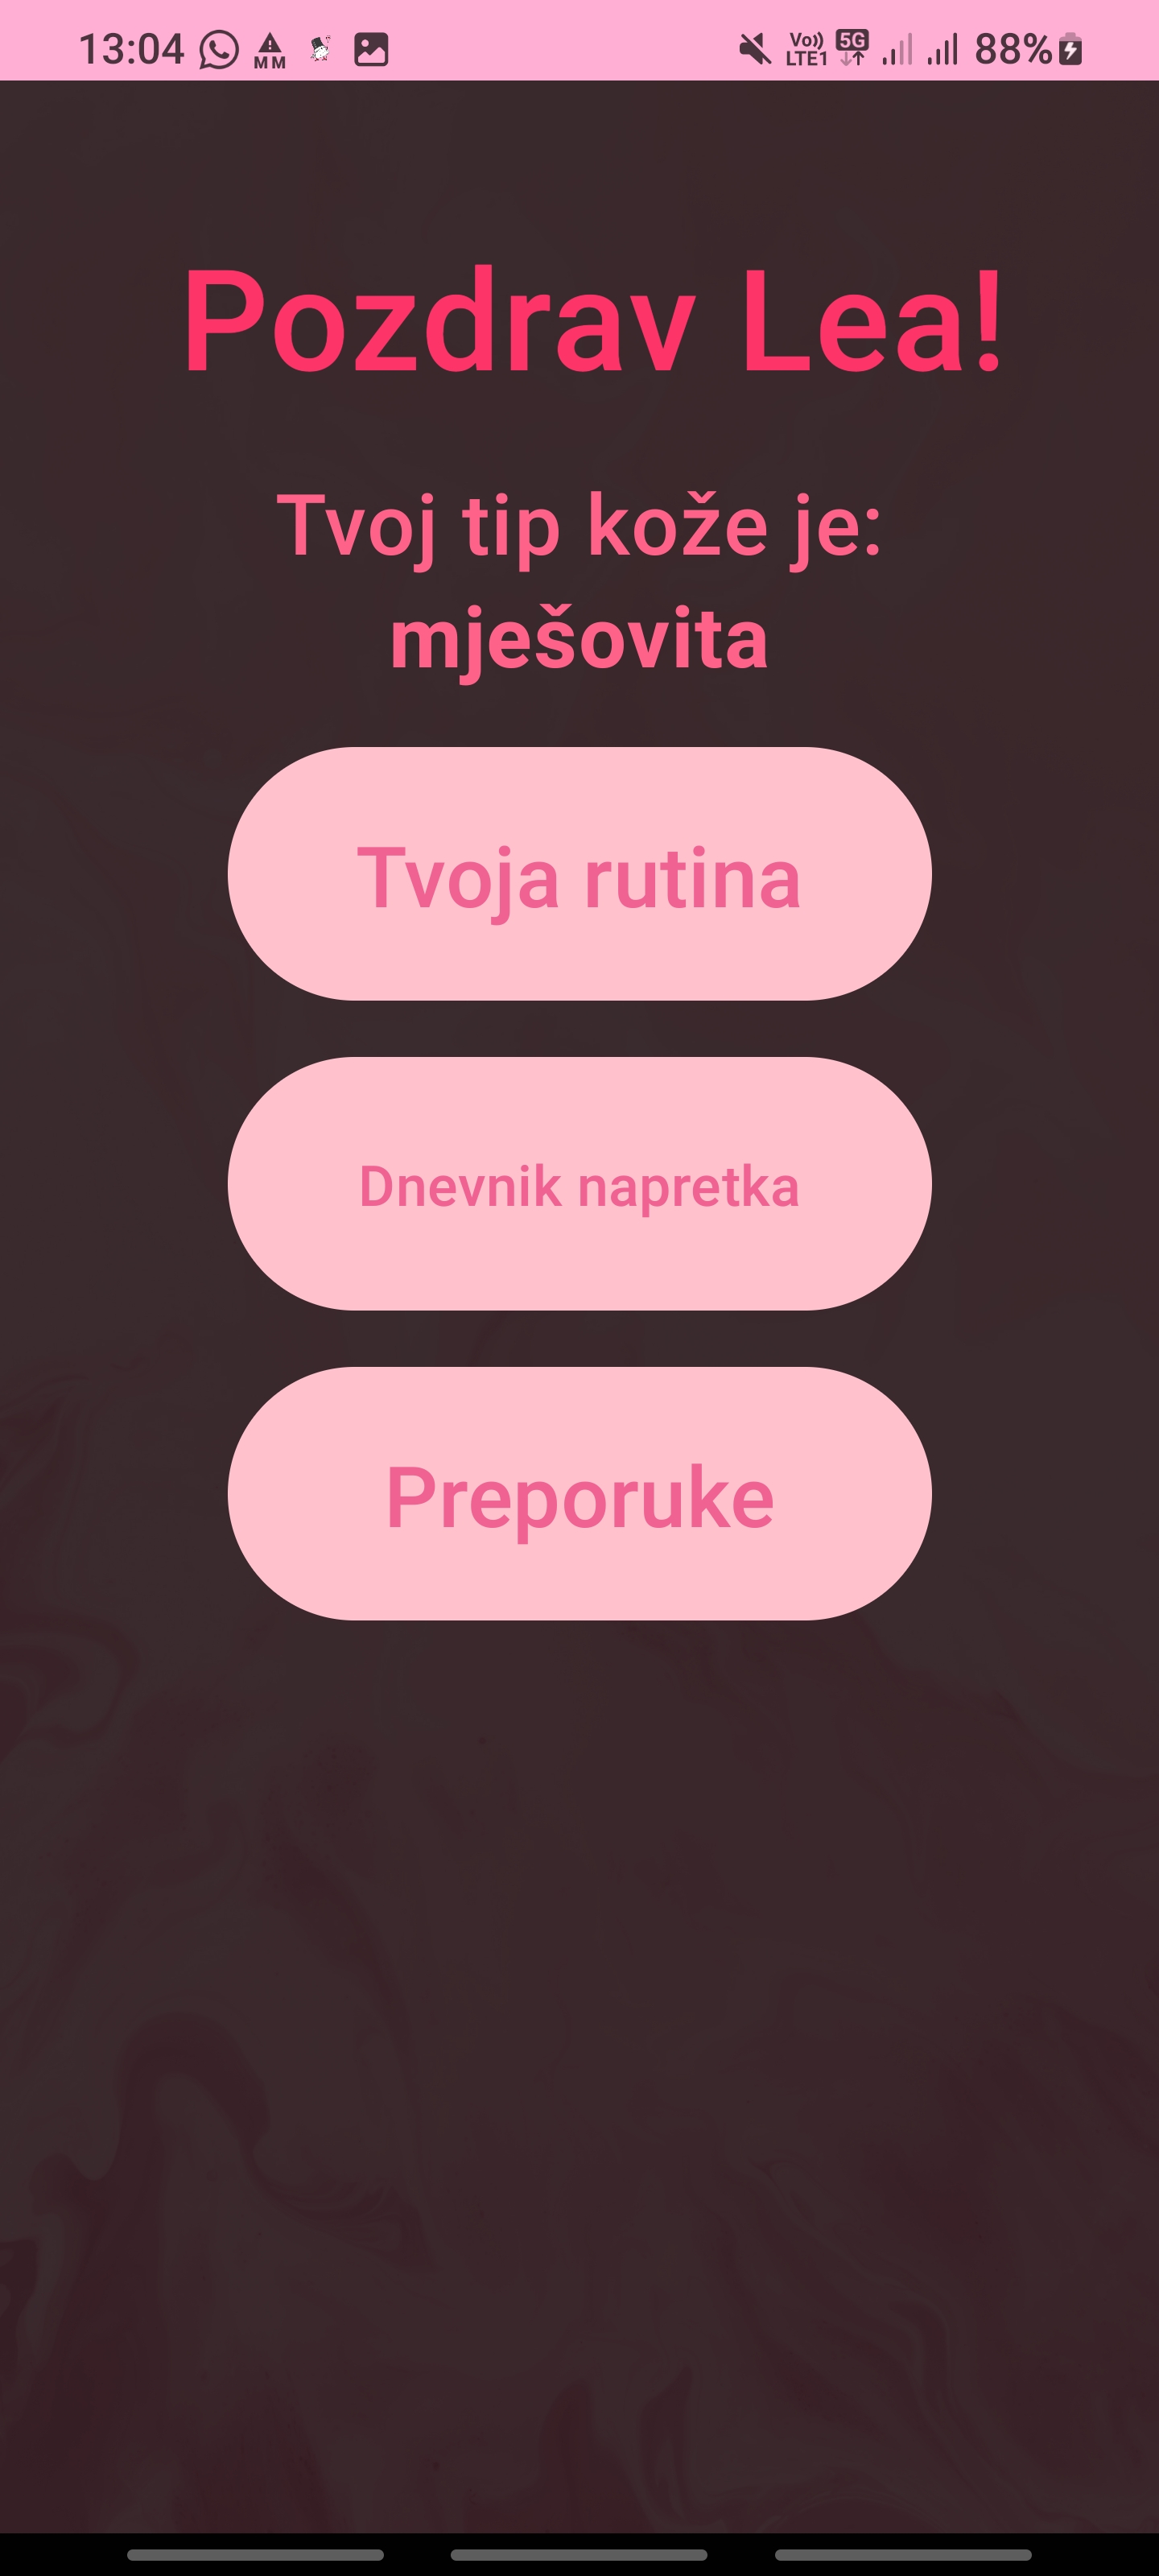 13:04 MM Vo)) LTE1 5G 88%
Pozdrav Lea!
Tvoj tip kože je:
mješovita
Tvoja rutina
Dnevnik napretka
Preporuke